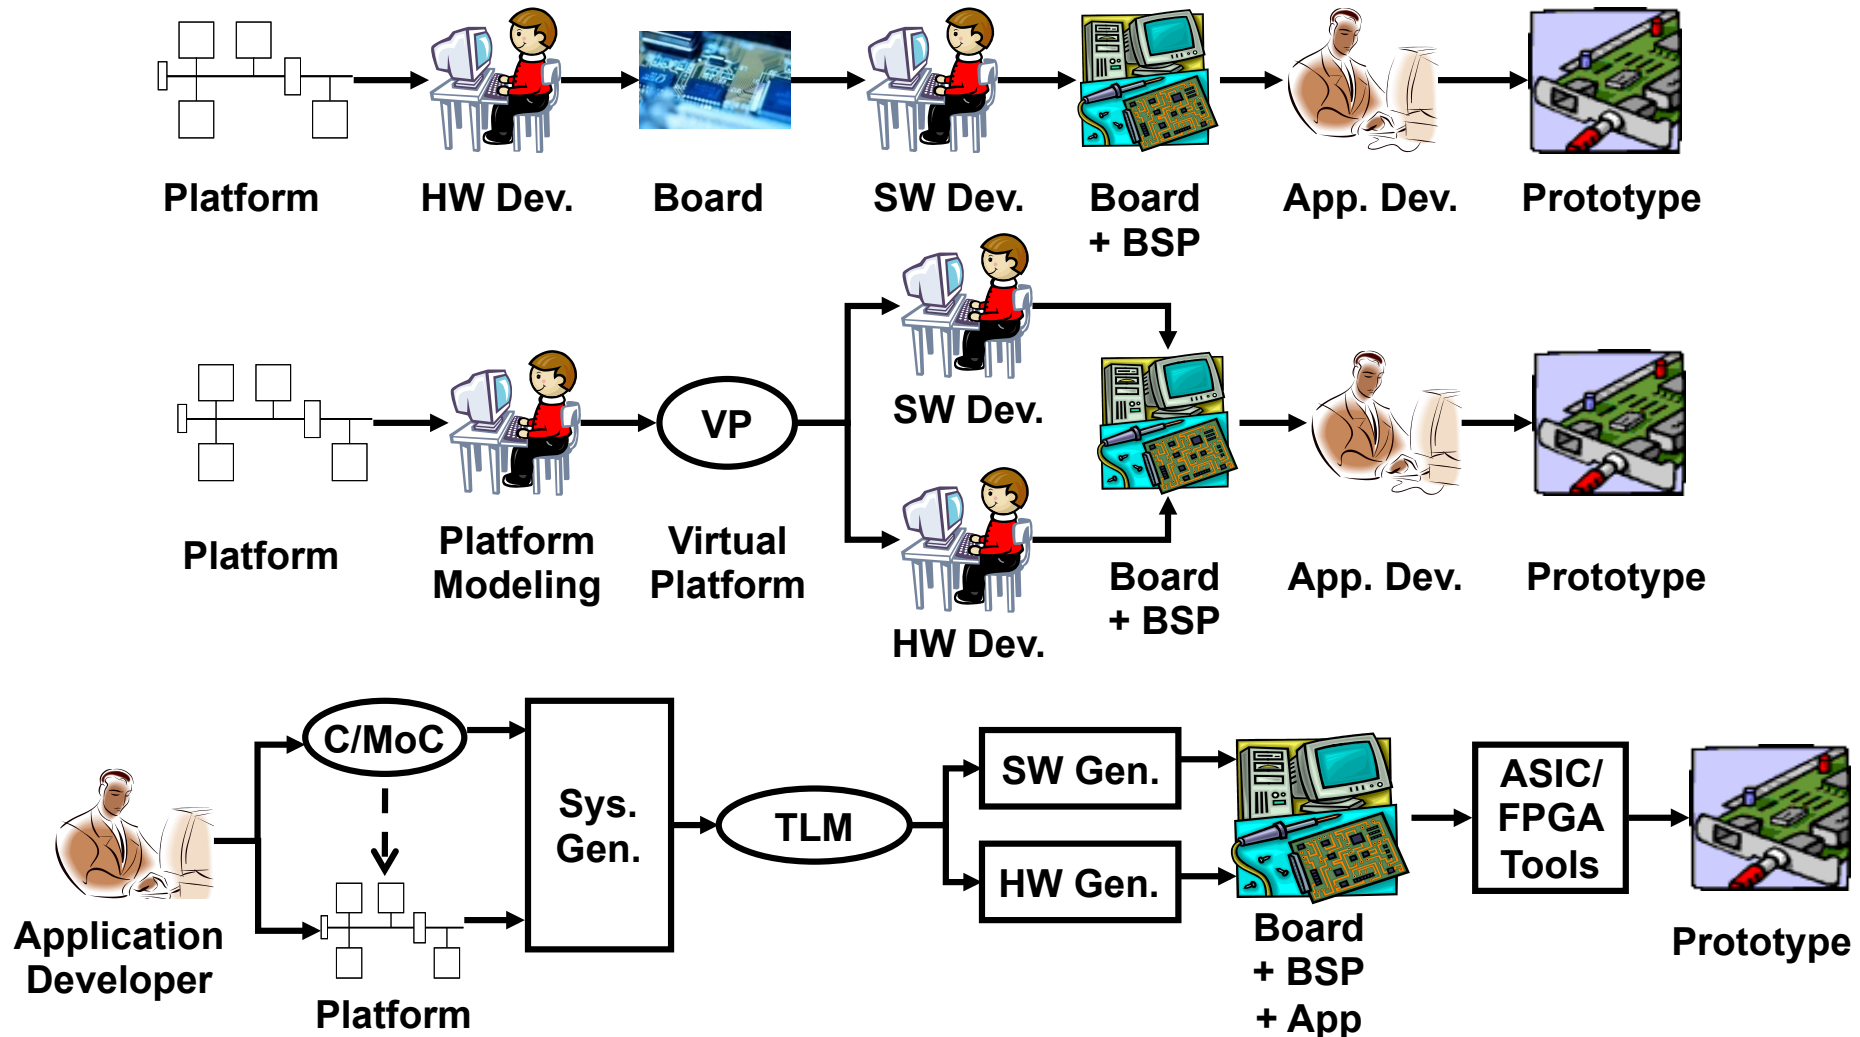 Platform
HW Dev.
Board
SW Dev.
Board
+ BSP
App. Dev.
Prototype
Platform
Platform
Modeling
VP
Virtual
Platform
SW Dev.
HW Dev.
Board
+ BSP
App. Dev.
Prototype
Application
Developer
C/MoC
Platform
Sys.
Gen.
TLM
SW Gen.
HW Gen.
Board
+ BSP
+ App
ASIC/
FPGA
Tools
Prototype